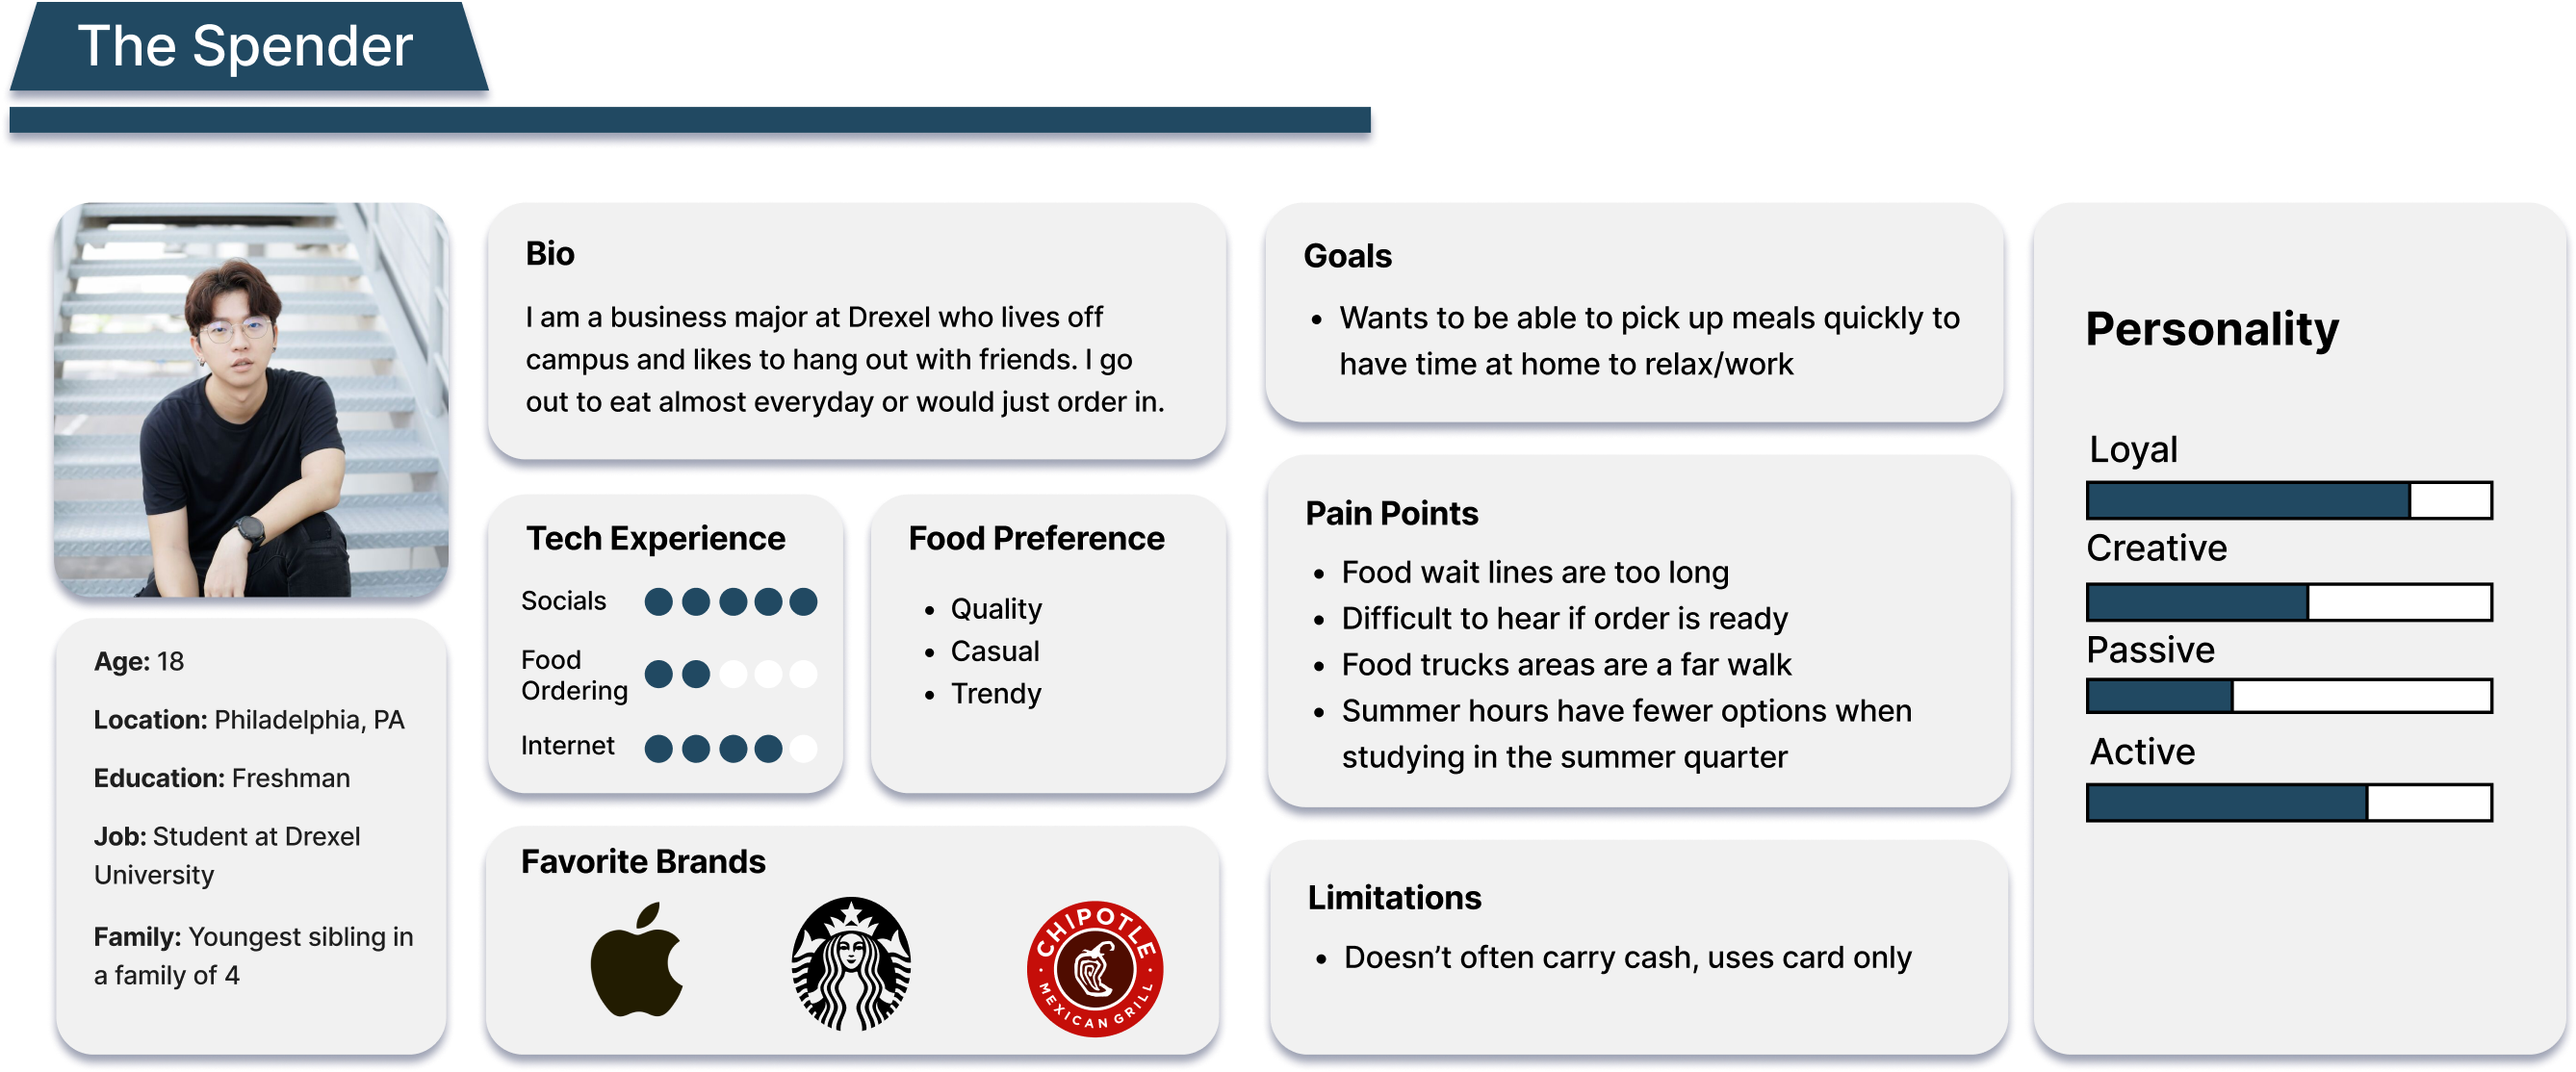 The Spender
Age: 18
Location: Philadelphia, PA
Education: Freshman
Job: Student at Drexel
University
Family: Youngest sibling in
a family of 4
Bio
I am a business major at Drexel who lives off
campus and likes to hang out with friends. I go
out to eat almost everyday or would just order in.
Tech Experience
Socials
Food
Ordering
Internet
Food Preference
• Quality
• Casual
• Trendy
Favorite Brands
CHIPOTLE
MEXICAN GRILL
Goals
• Wants to be able to pick up meals quickly to
have time at home to relax/work
Pain Points
• Food wait lines are too long
• Difficult to hear if order is ready
• Food trucks areas are a far walk
• Summer hours have fewer options when
studying in the summer quarter
Limitations
• Doesn’t often carry cash, uses card only
Personality
Loyal
Creative
Passive
Active